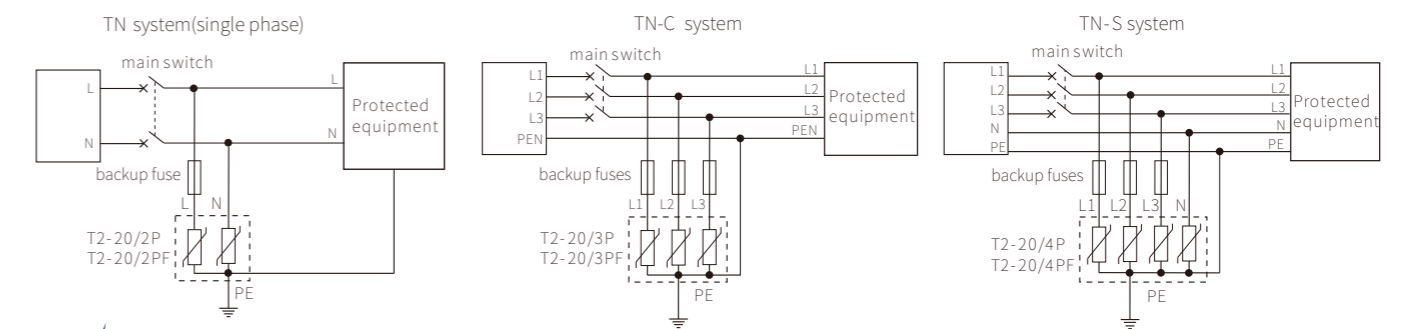 TN system(single phase)
main switch
L
L
N
N
Protected
equipment
backup fuse
L
N
T2-20/2P
T2-20/2PF
PE
TN-C system
main switch
L1
L1
L2
L2
L3
L3
PEN
PEN
Protected
equipment
backup fuses
L1
L2
L3
T2-20/3P
T2-20/3PF
PE
TN-S system
main switch
L1
L1
L2
L2
L3
L3
N
N
PE
PE
Protected
equipment
backup fuses
L1
L2
L3
N
T2-20/4P
T2-20/4PF
PE